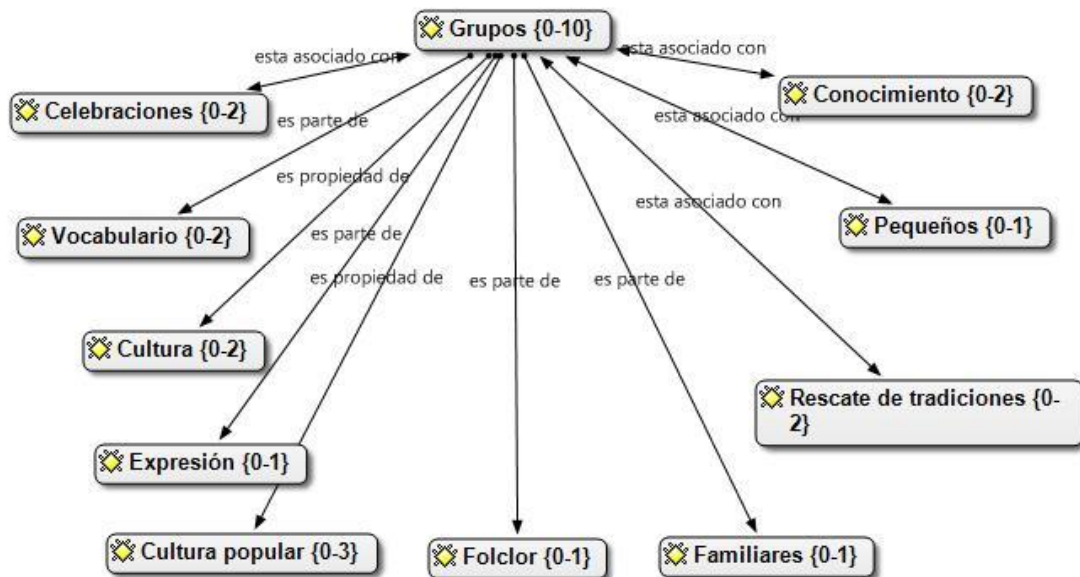 Grupos {0-10}
esta asociado con
esta asociado con
Celebraciones {0-2}
Conocimiento {0-2}
es parte de
esta asociado con
es propiedad de
esta asociado con
Vocabulario {0-2}
Pequeños {0-1}
es parte de
es propiedad de
es parte de
es parte de
Cultura {0-2}
Rescate de tradiciones {0-
2}
Expresión {0-1}
Cultura popular {0-3}
Folclor {0-1}
Familiares {0-1}